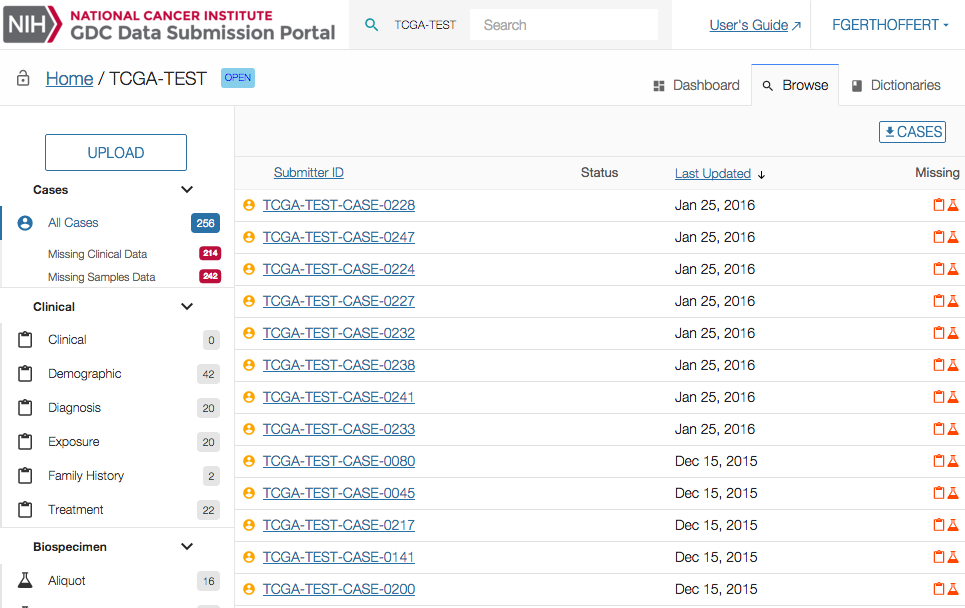 NIH NATIONAL CANCER INSTITUTE
GDC Data Submission Portal
TCGA-TEST
Search
User's Guide
FGERTHOFFERT
Home / TCGA-TEST OPEN
Dashboard
Browse
Dictionaries
UPLOAD
Cases
All Cases 256
Missing Clinical Data 214
Missing Samples Data 242
Clinical
Clinical 0
Demographic 42
Diagnosis 20
Exposure 20
Family History 2
Treatment 22
Biospecimen
Aliquot 16
CASES
Submitter ID Status Last Updated Missing
TCGA-TEST-CASE-0228 Jan 25, 2016
TCGA-TEST-CASE-0247 Jan 25, 2016
TCGA-TEST-CASE-0224 Jan 25, 2016
TCGA-TEST-CASE-0227 Jan 25, 2016
TCGA-TEST-CASE-0232 Jan 25, 2016
TCGA-TEST-CASE-0238 Jan 25, 2016
TCGA-TEST-CASE-0241 Jan 25, 2016
TCGA-TEST-CASE-0233 Jan 25, 2016
TCGA-TEST-CASE-0080 Dec 15, 2015
TCGA-TEST-CASE-0045 Dec 15, 2015
TCGA-TEST-CASE-0217 Dec 15, 2015
TCGA-TEST-CASE-0141 Dec 15, 2015
TCGA-TEST-CASE-0200 Dec 15, 2015